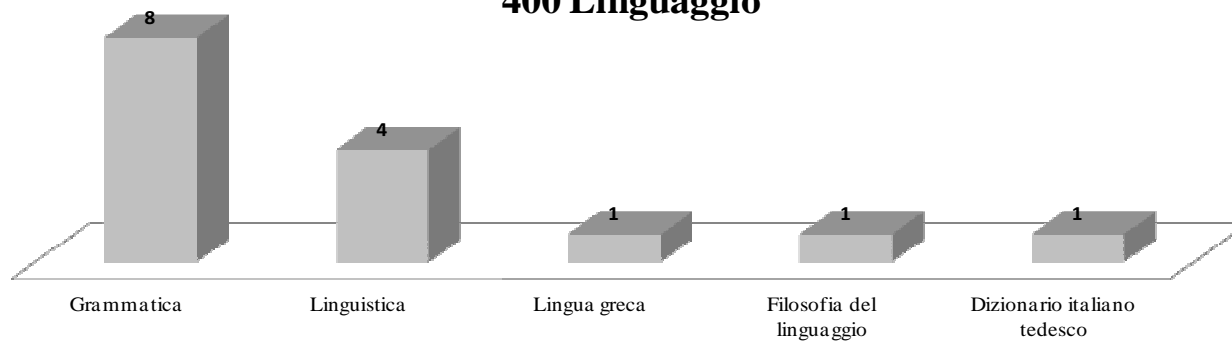 400 Linguaggio
8
4
1
1
1
Grammatica
Linguistica
Lingua greca
Filosofia del
linguaggio
Dizionario italiano
tedesco